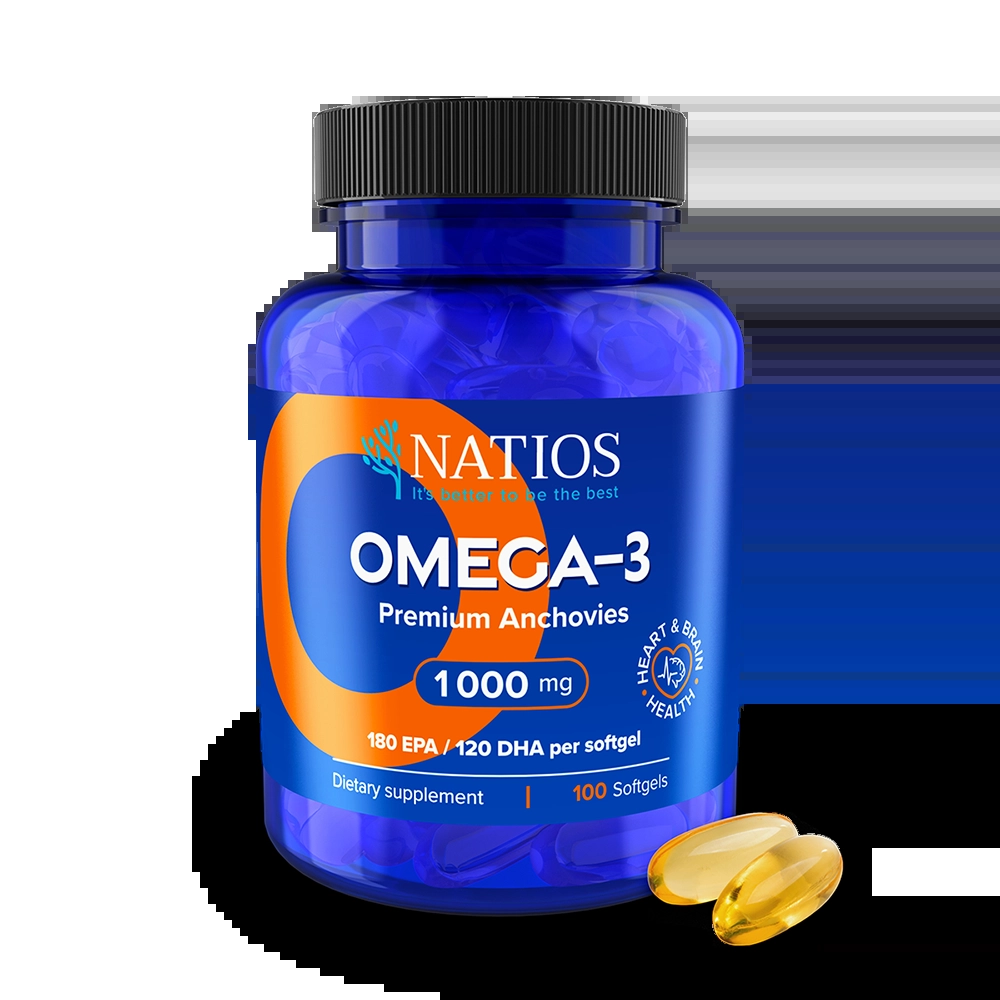 NATIOS
It's better to be the best
OMEGA-3
Premium Anchovies
1000 mg
HEART & BRAIN
• HEALTH •
180 EPA / 120 DHA per softgel
Dietary supplement | 100 Softgels